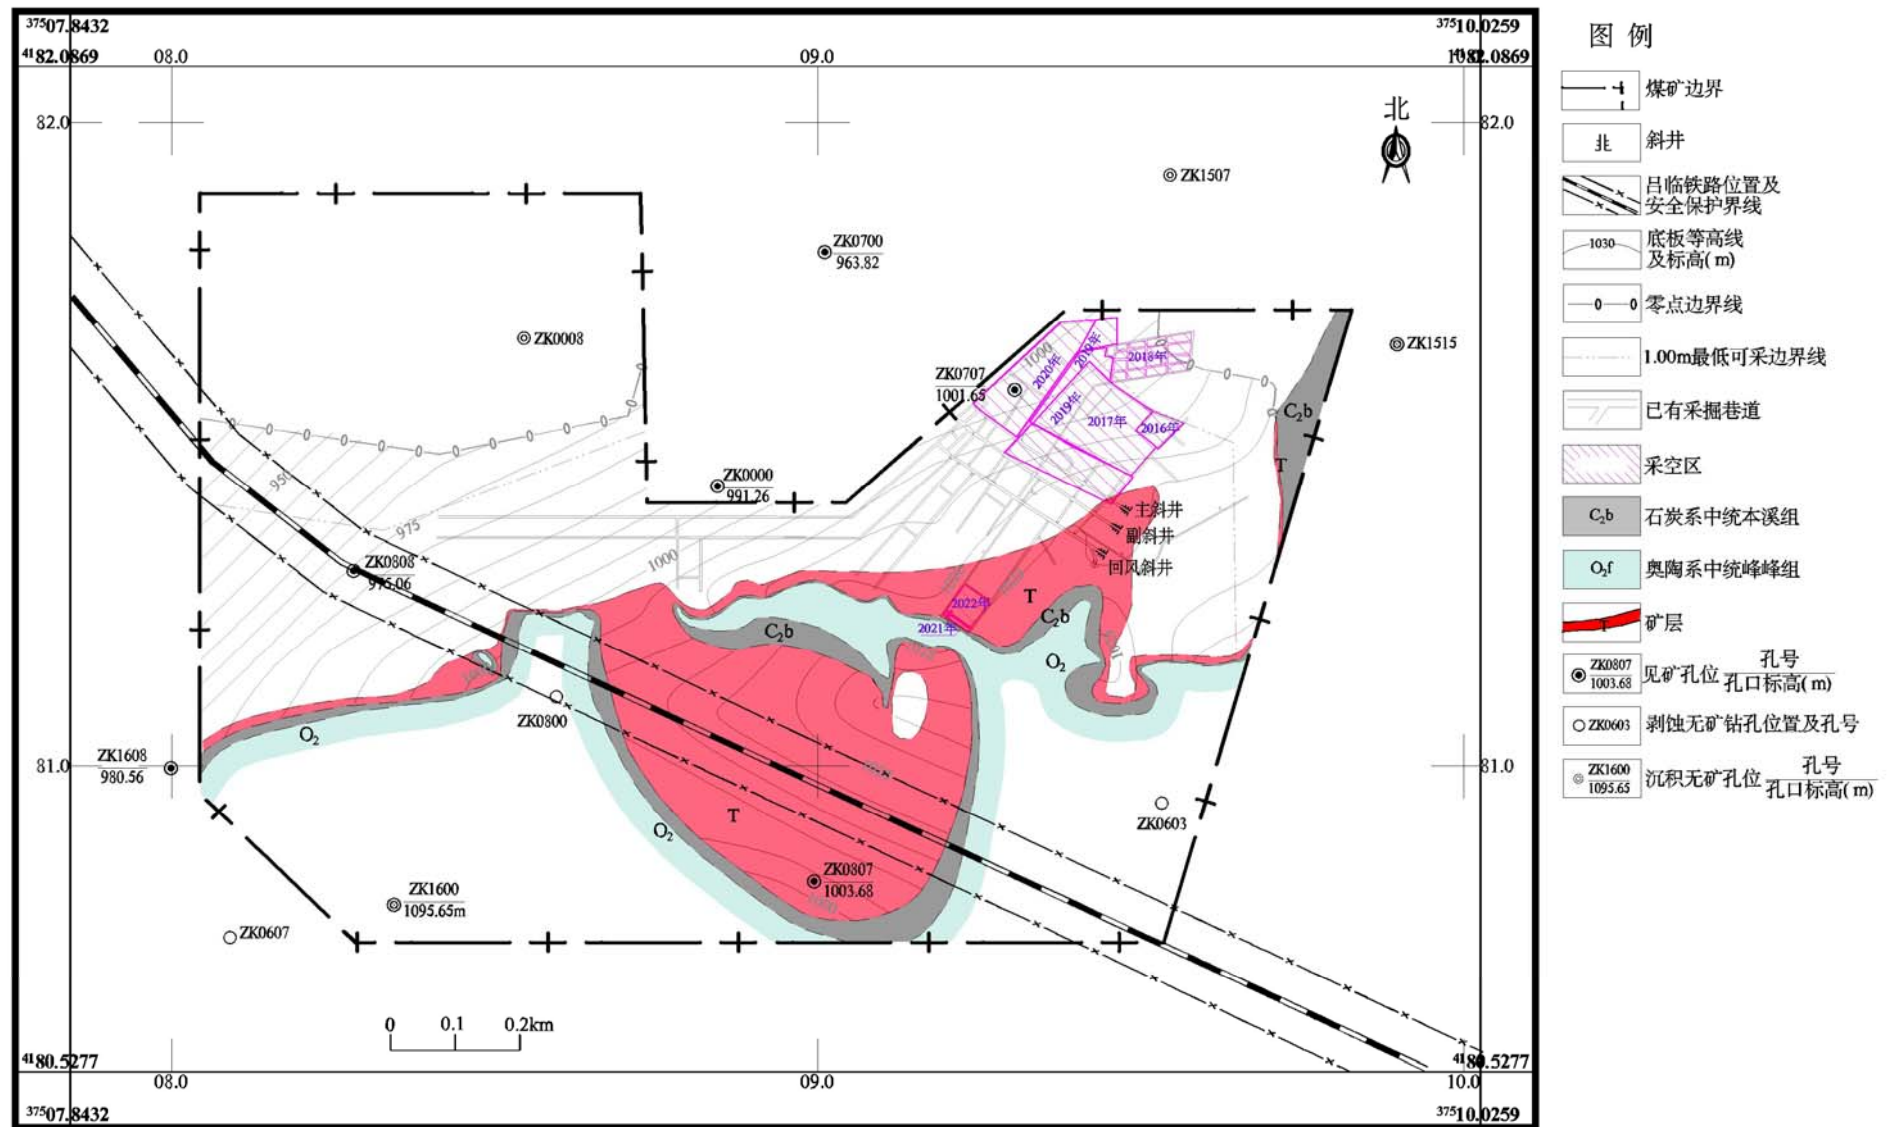 37507.8432
37510.0259
4182.0869
08.0
09.0
82.0869
82.0
82.0
北
ZK1507
ZK0700
963.82
ZK0008
ZK1515
1000
2020年
2019年
2018年
ZK0707
1001.65
2019年
2017年
2016年
C₂b
T
950
ZK0000
991.26
975
主斜井
副斜井
回风斜井
1000
ZK0808
975.06
2022年
T
C₂b
2021年
C₂b
O₂
ZK0800
O₂
ZK1608
980.56
81.0
81.0
T
O₂
ZK0603
ZK0807
1003.68
1000
ZK1600
1095.65m
ZK0607
0 0.1 0.2km
4180.5277
4180.5277
08.0
09.0
10.0
37507.8432
37510.0259
图 例
煤矿边界
斜井
吕临铁路位置及
安全保护界线
1030
底板等高线
及标高(m)
0 0
零点边界线
1.00m最低可采边界线
已有采掘巷道
采空区
C₂b
石炭系中统本溪组
O₂f
奥陶系中统峰峰组
T
矿层
ZK0807
1003.68
见矿孔位 孔号
孔口标高(m)
ZK0603
剥蚀无矿钻孔位置及孔号
ZK1600
1095.65
沉积无矿孔位 孔号
孔口标高(m)